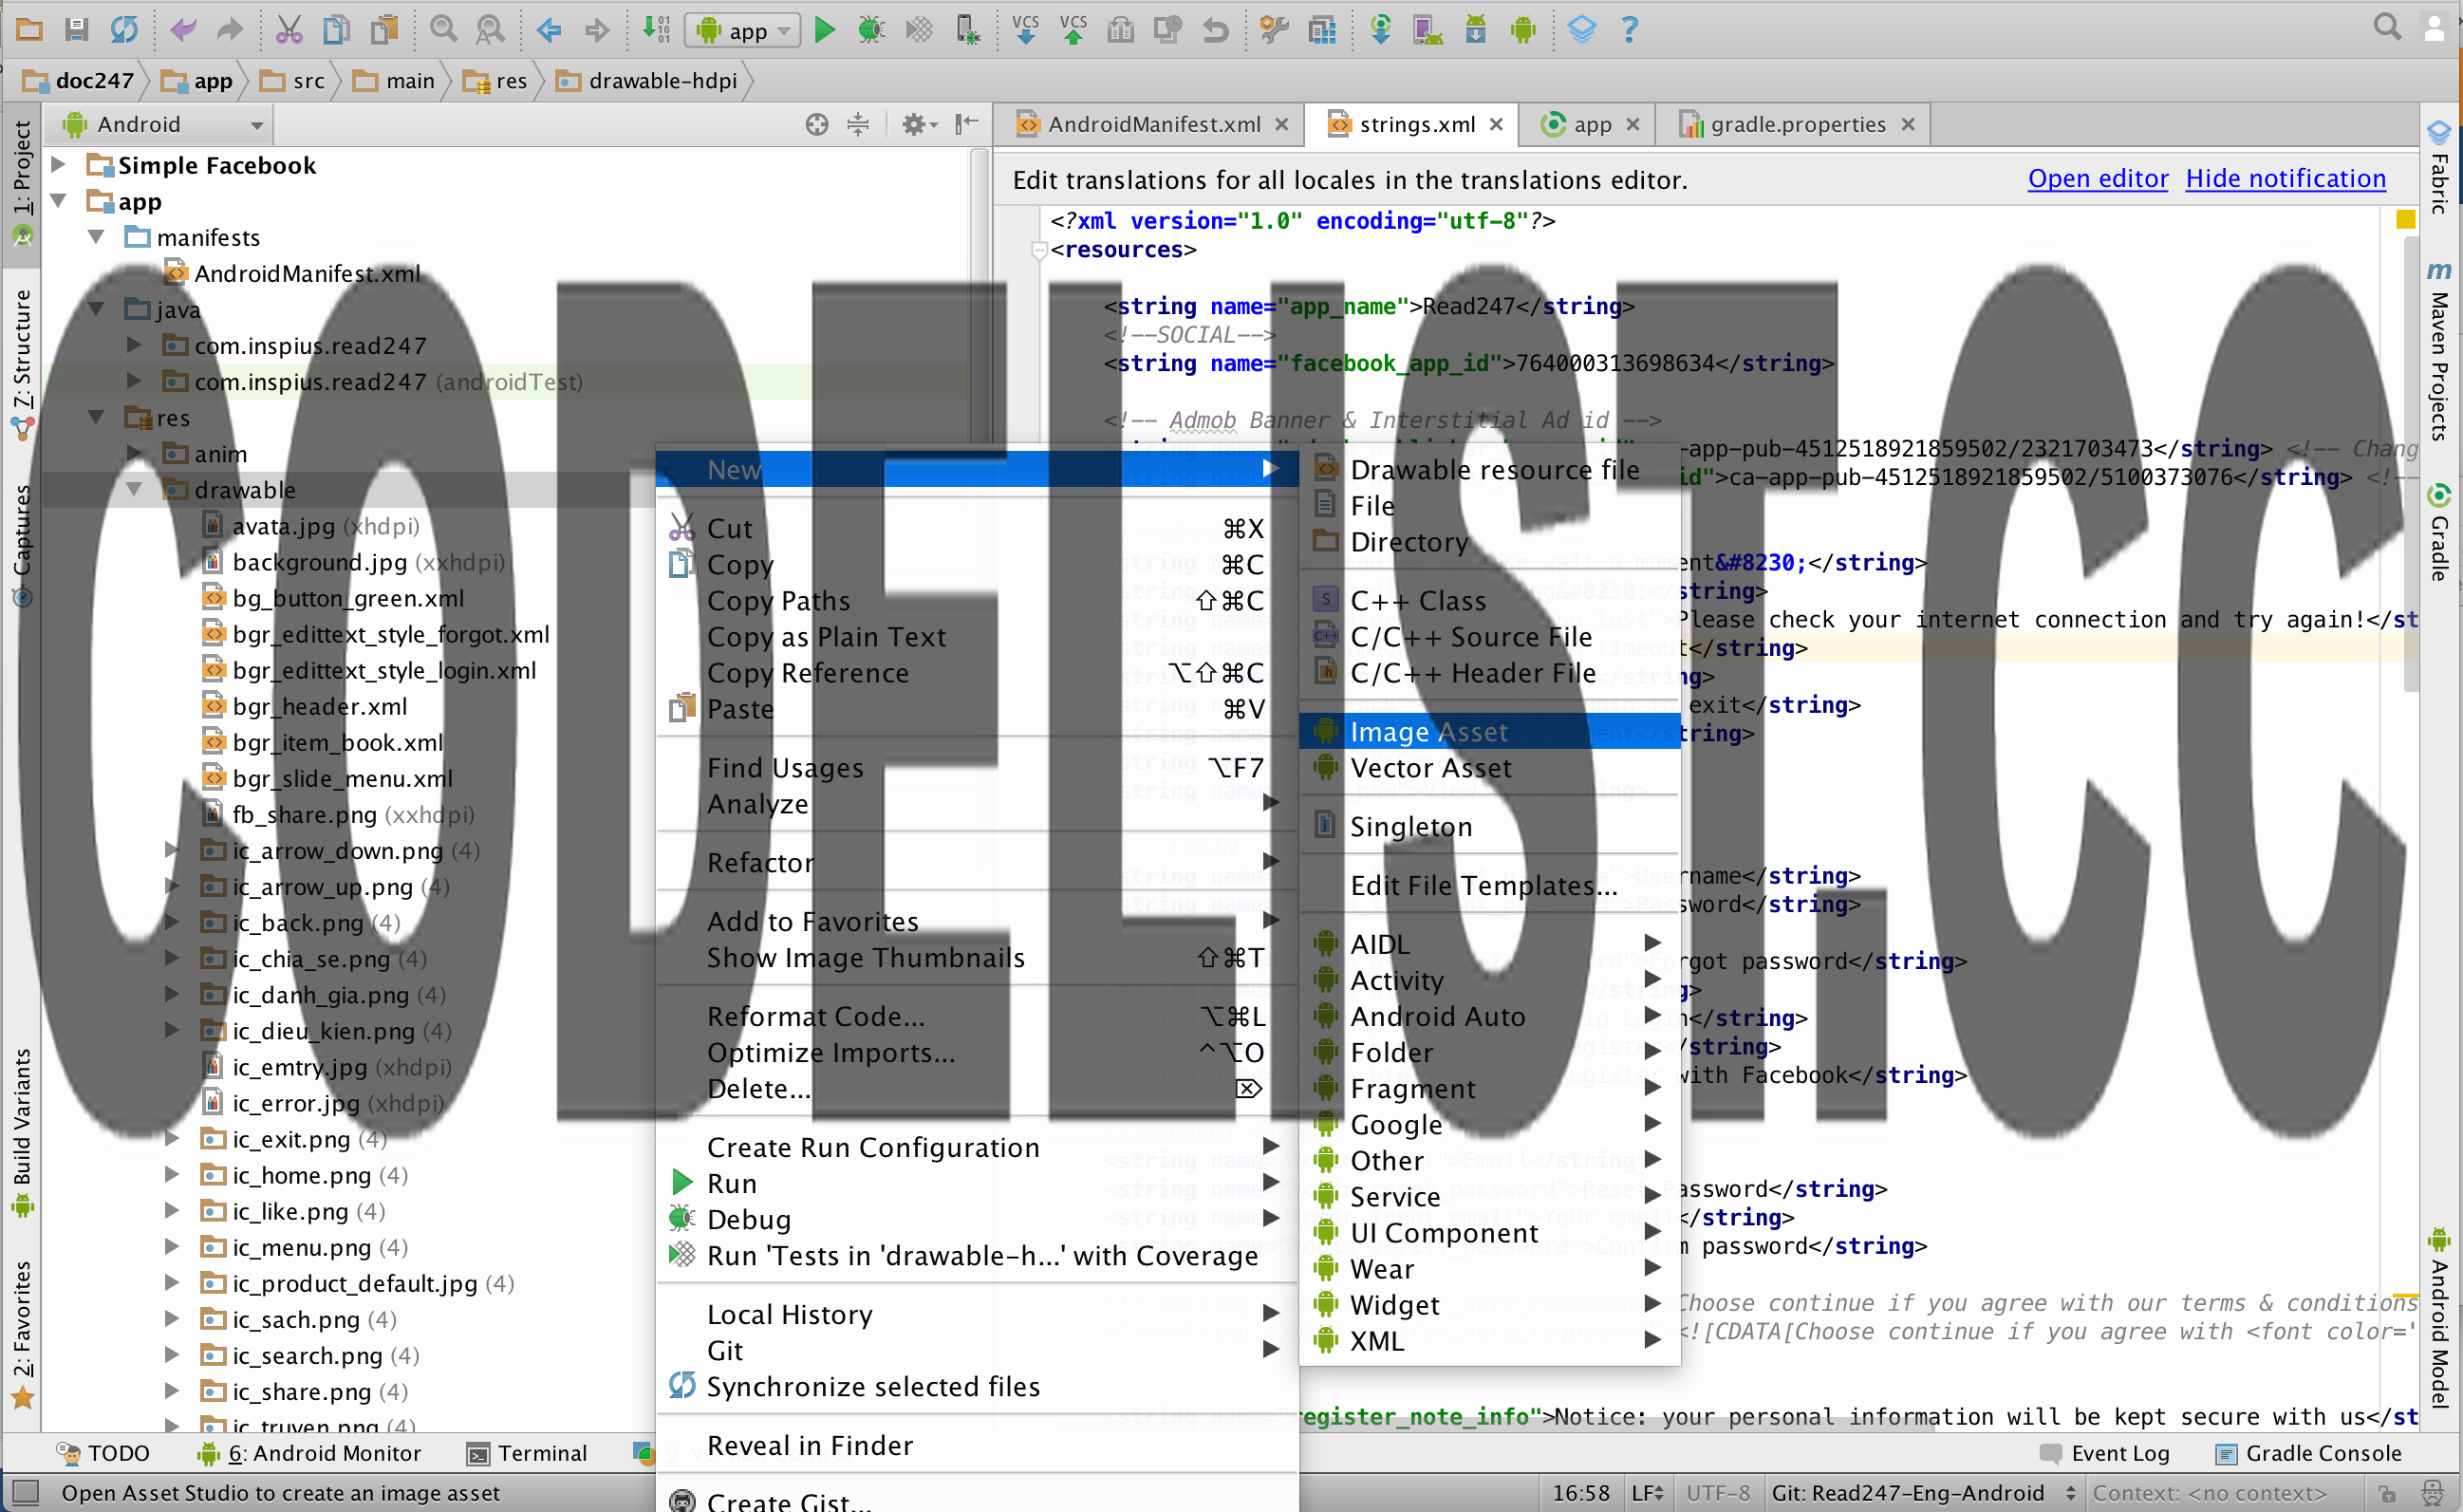 app
VCS VCS
doc247 app src main res drawable-hdpi
Android
AndroidManifest.xml strings.xml app gradle.properties
1: Project
7: Structure
Captures
Build Variants
2: Favorites
Simple Facebook
app
manifests
AndroidManifest.xml
java
com.inspius.read247
com.inspius.read247 (androidTest)
res
anim
drawable
avata.jpg (xhdpi)
background.jpg (xxhdpi)
bg_button_green.xml
bgr_edittext_style_forgot.xml
bgr_edittext_style_login.xml
bgr_header.xml
bgr_item_book.xml
bgr_slide_menu.xml
fb_share.png (xxhdpi)
ic_arrow_down.png (4)
ic_arrow_up.png (4)
ic_back.png (4)
ic_chia_se.png (4)
ic_danh_gia.png (4)
ic_dieu_kien.png (4)
ic_emtry.jpg (xhdpi)
ic_error.jpg (xhdpi)
ic_exit.png (4)
ic_home.png (4)
ic_like.png (4)
ic_menu.png (4)
ic_product_default.jpg (4)
ic_sach.png (4)
ic_search.png (4)
ic_share.png (4)
ic_truyen.png (4)
Edit translations for all locales in the translations editor. Open editor Hide notification
<?xml version="1.0" encoding="utf-8"?>
<resources>
<string name="app_name">Read247</string>
<!--SOCIAL-->
<string name="facebook_app_id">764000313698634</string>
<!-- Admob Banner & Interstitial Ad id -->
-app-pub-4512518921859502/2321703473</string> <!-- Chang
id">ca-app-pub-4512518921859502/5100373076</string> <!--
ent&#8230;</string>
</string>
Please check your internet connection and try again!</st
t</string>
ng>
exit</string>
string>
Username</string>
Password</string>
Forgot password</string>
g>
Login</string>
/string>
with Facebook</string>
Email</string>
Reset Password</string>
Your email</string>
Confirm password</string>
Choose continue if you agree with our terms & conditions
<![CDATA[Choose continue if you agree with <font color='
<string name="register_note_info">Notice: your personal information will be kept secure with us</st
New
Cut ⌘X
Copy ⌘C
Copy Paths ⇧⌘C
Copy as Plain Text
Copy Reference ⌥⇧⌘C
Paste ⌘V
Find Usages ⌥F7
Analyze
Refactor
Add to Favorites
Show Image Thumbnails ⇧⌘T
Reformat Code... ⌥⌘L
Optimize Imports... ^⌥O
Delete... ⌦
Create Run Configuration
Run
Debug
Run 'Tests in 'drawable-h...' with Coverage
Local History
Git
Synchronize selected files
Reveal in Finder
Create Gist...
Drawable resource file
File
Directory
C++ Class
C/C++ Source File
C/C++ Header File
Image Asset
Vector Asset
Singleton
Edit File Templates...
AIDL
Activity
Android Auto
Folder
Fragment
Google
Other
Service
UI Component
Wear
Widget
XML
Fabric
Maven Projects
Gradle
Android Model
CODELIST.CC
TODO 6: Android Monitor Terminal Event Log Gradle Console
Open Asset Studio to create an image asset 16:58 LF UTF-8 Git: Read247-Eng-Android Context: <no context>